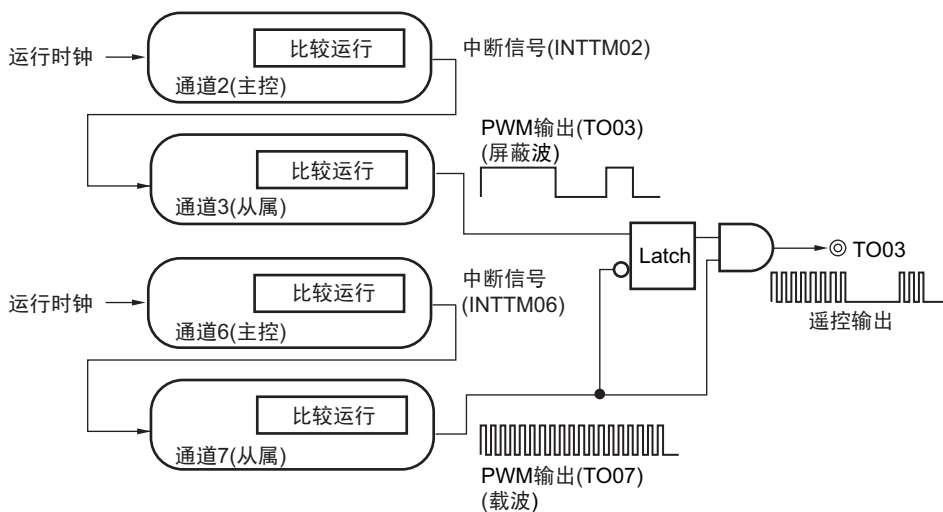 运行时钟
比较运行
通道2(主控)
中断信号(INTTM02)
比较运行
通道3(从属)
PWM输出(TO03)
(屏蔽波)
Latch
TO03
遥控输出
运行时钟
比较运行
通道6(主控)
中断信号
(INTTM06)
比较运行
通道7(从属)
PWM输出(TO07)
(载波)